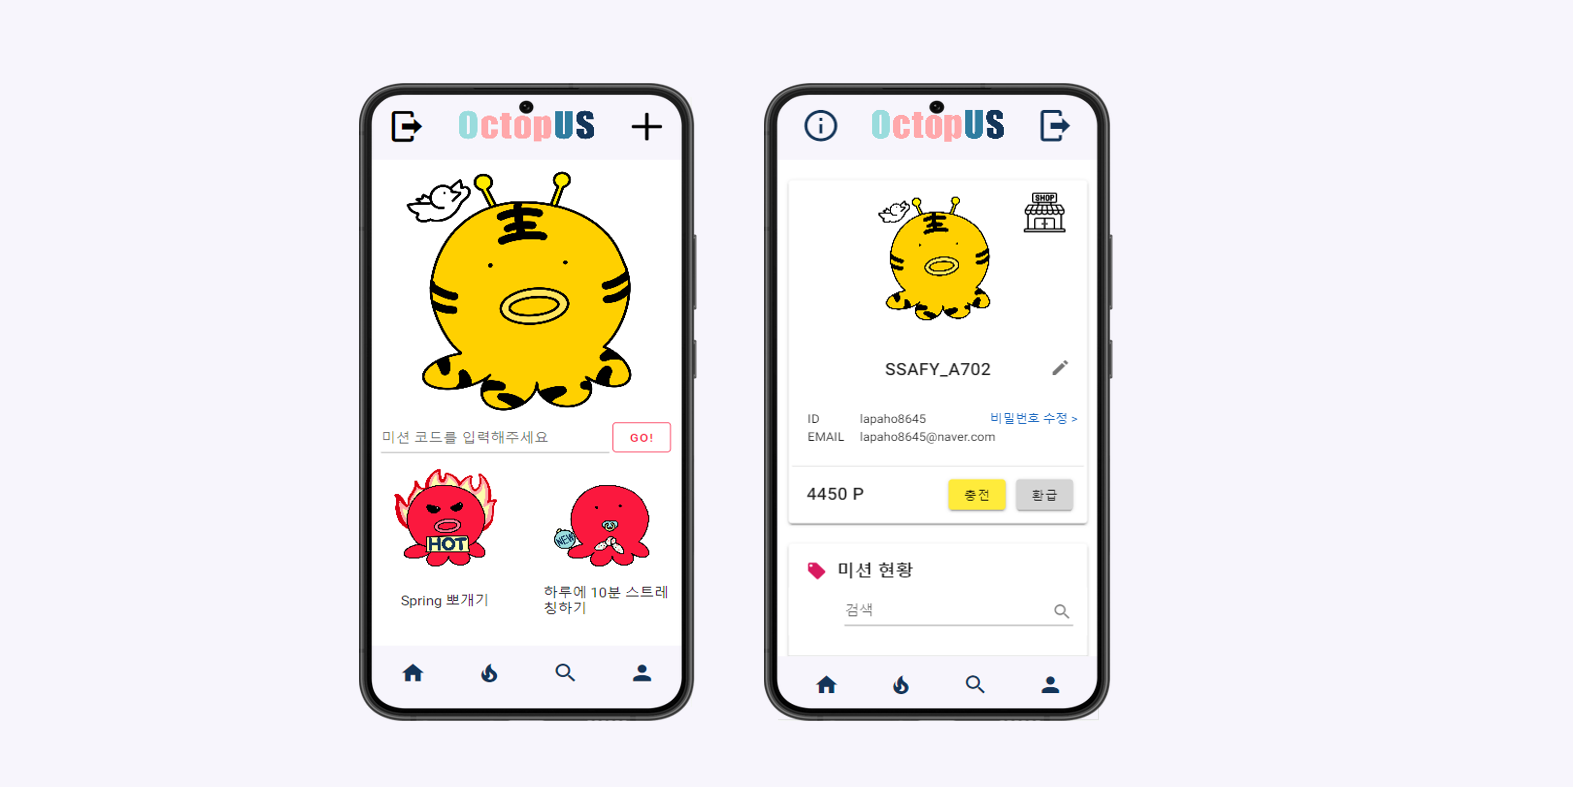 OctopUS
미션 코드를 입력해주세요
GO!
HOT
NEW
Spring 뽀개기
하루에 10분 스트레
칭하기
OctopUS
SHOP
SSAFY_A702
ID lapaho8645 비밀번호 수정 >
EMAIL lapaho8645@naver.com
4450 P 충전 환급
미션 현황
검색